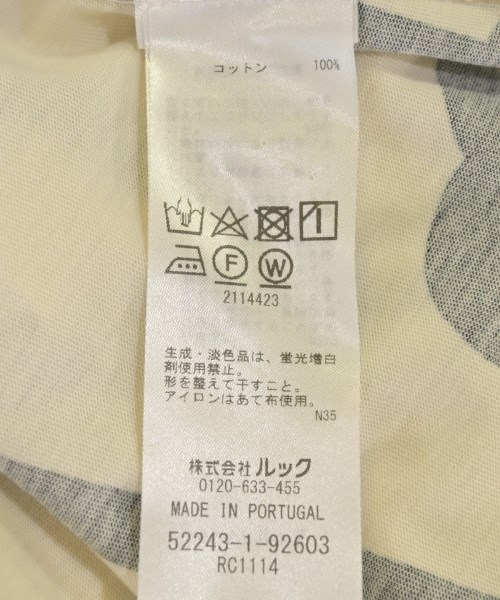 コットン 100%
F W
2114423
生成・淡色品は、蛍光増白
剤使用禁止。
形を整えて干すこと。
アイロンはあて布使用。
N35
株式会社 ルック
0120-633-455
MADE IN PORTUGAL
52243-1-92603
RC1114